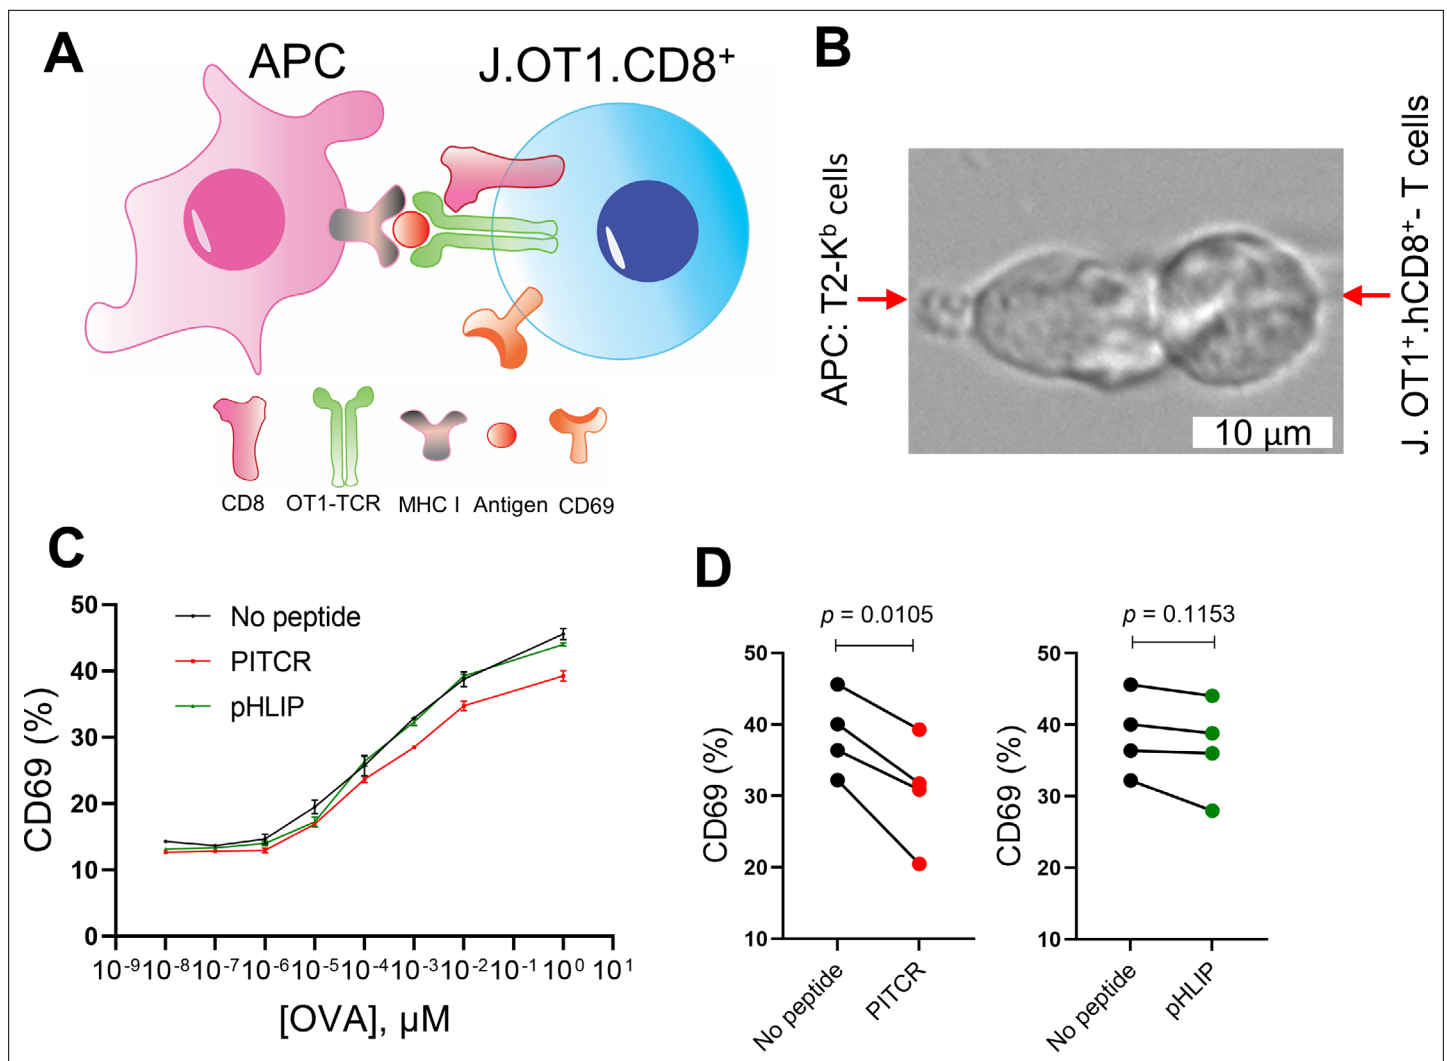 A
APC
J.OT1.CD8⁺
CD8
OT1-TCR
MHC I
Antigen
CD69
B
APC: T2-Kᵇ cells
J. OT1⁺.hCD8⁺- T cells
10 μm
C
No peptide
PITCR
pHLIP
CD69 (%)
50
40
30
20
10
0
10⁻⁹ 10⁻⁸ 10⁻⁷ 10⁻⁶ 10⁻⁵ 10⁻⁴ 10⁻³ 10⁻² 10⁻¹ 10⁰ 10¹
[OVA], μM
D
p = 0.0105
CD69 (%)
50
40
30
20
10
No peptide
PITCR
p = 0.1153
CD69 (%)
50
40
30
20
10
No peptide
pHLIP